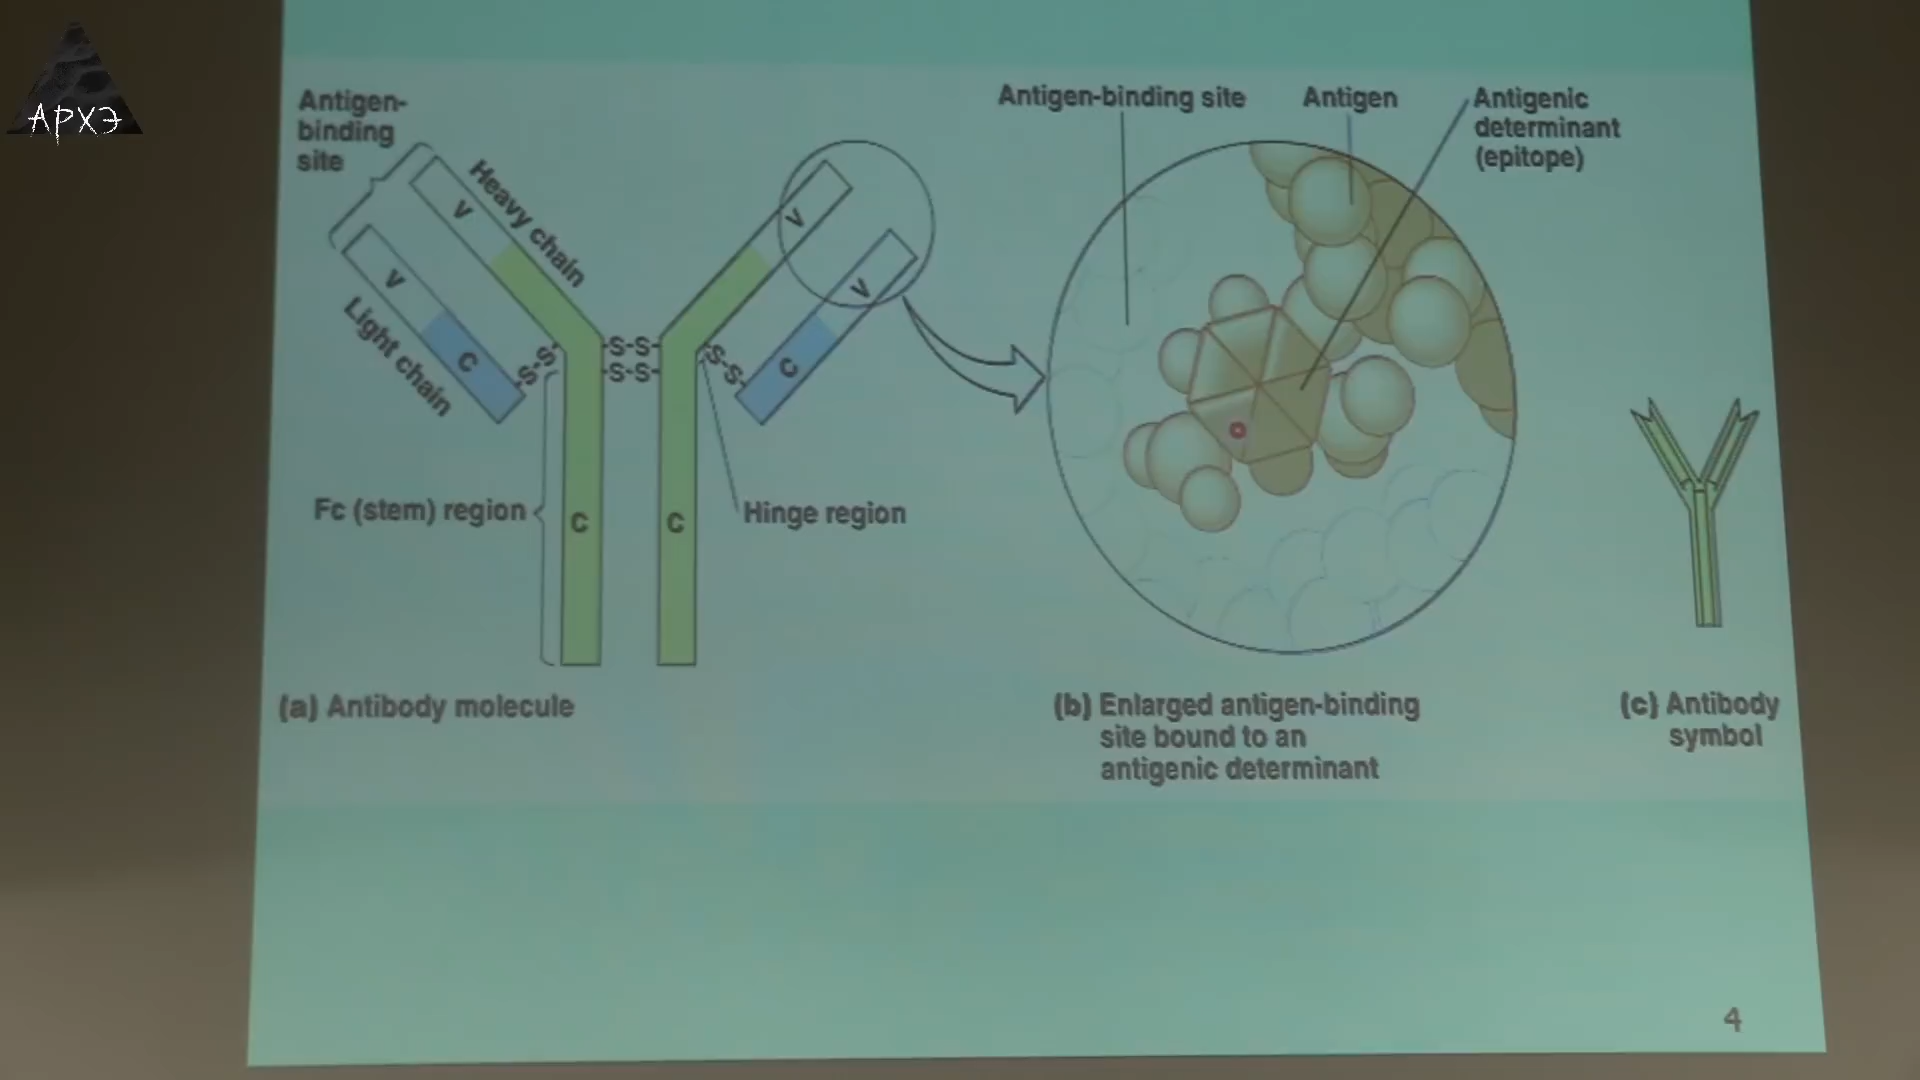 АРХЭ
Antigen-
binding
site
Heavy chain
V
V
Light chain
C
S-S
-S-S-
-S-S-
S-S
V
V
C
Fc (stem) region
C
C
Hinge region
(a) Antibody molecule
Antigen-binding site
Antigen
Antigenic
determinant
(epitope)
(b) Enlarged antigen-binding
site bound to an
antigenic determinant
(c) Antibody
symbol
4